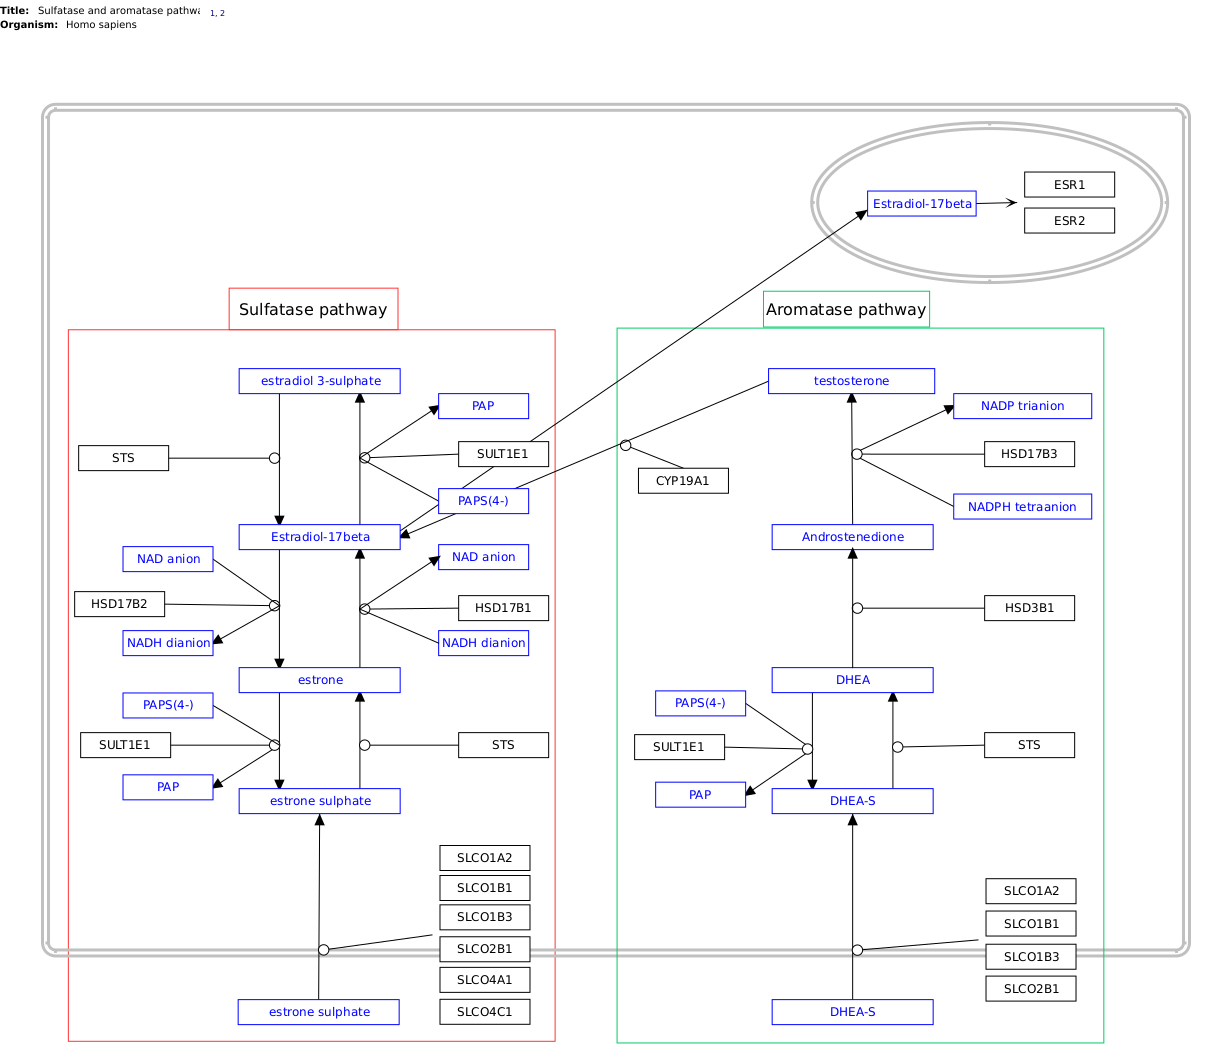 Title: Sulfatase and aromatase pathwa 1, 2
Organism: Homo sapiens
ESR1
Estradiol-17beta
ESR2
Sulfatase pathway
Aromatase pathway
estradiol 3-sulphate
PAP
STS
SULT1E1
PAPS(4-)
Estradiol-17beta
NAD anion
NAD anion
HSD17B2
HSD17B1
NADH dianion
NADH dianion
estrone
PAPS(4-)
SULT1E1
STS
PAP
estrone sulphate
SLCO1A2
SLCO1B1
SLCO1B3
SLCO2B1
SLCO4A1
SLCO4C1
estrone sulphate
testosterone
NADP trianion
HSD17B3
CYP19A1
NADPH tetraanion
Androstenedione
HSD3B1
DHEA
PAPS(4-)
SULT1E1
STS
PAP
DHEA-S
SLCO1A2
SLCO1B1
SLCO1B3
SLCO2B1
DHEA-S